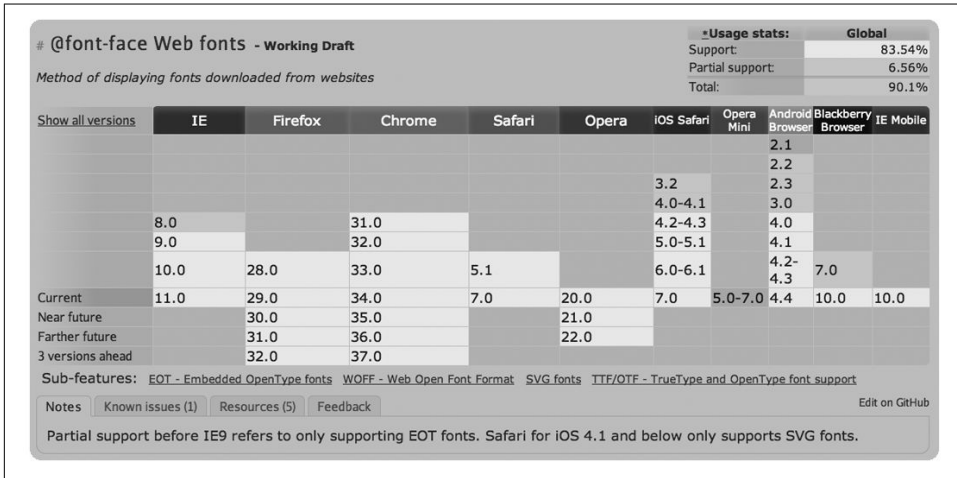 # @font-face Web fonts - Working Draft
*Usage stats: Global
Support: 83.54%
Partial support: 6.56%
Total: 90.1%
Method of displaying fonts downloaded from websites
Show all versions IE Firefox Chrome Safari Opera iOS Safari Opera Mini Android Browser Blackberry Browser IE Mobile
2.1
2.2
3.2 2.3
4.0-4.1 3.0
8.0 31.0 4.2-4.3 4.0
9.0 32.0 5.0-5.1 4.1
10.0 28.0 33.0 5.1 6.0-6.1 4.2-4.3 7.0
Current 11.0 29.0 34.0 7.0 20.0 7.0 5.0-7.0 4.4 10.0 10.0
Near future 30.0 35.0 21.0
Farther future 31.0 36.0 22.0
3 versions ahead 32.0 37.0
Sub-features: EOT - Embedded OpenType fonts WOFF - Web Open Font Format SVG fonts TTF/OTF - TrueType and OpenType font support
Notes Known issues (1) Resources (5) Feedback Edit on GitHub
Partial support before IE9 refers to only supporting EOT fonts. Safari for iOS 4.1 and below only supports SVG fonts.